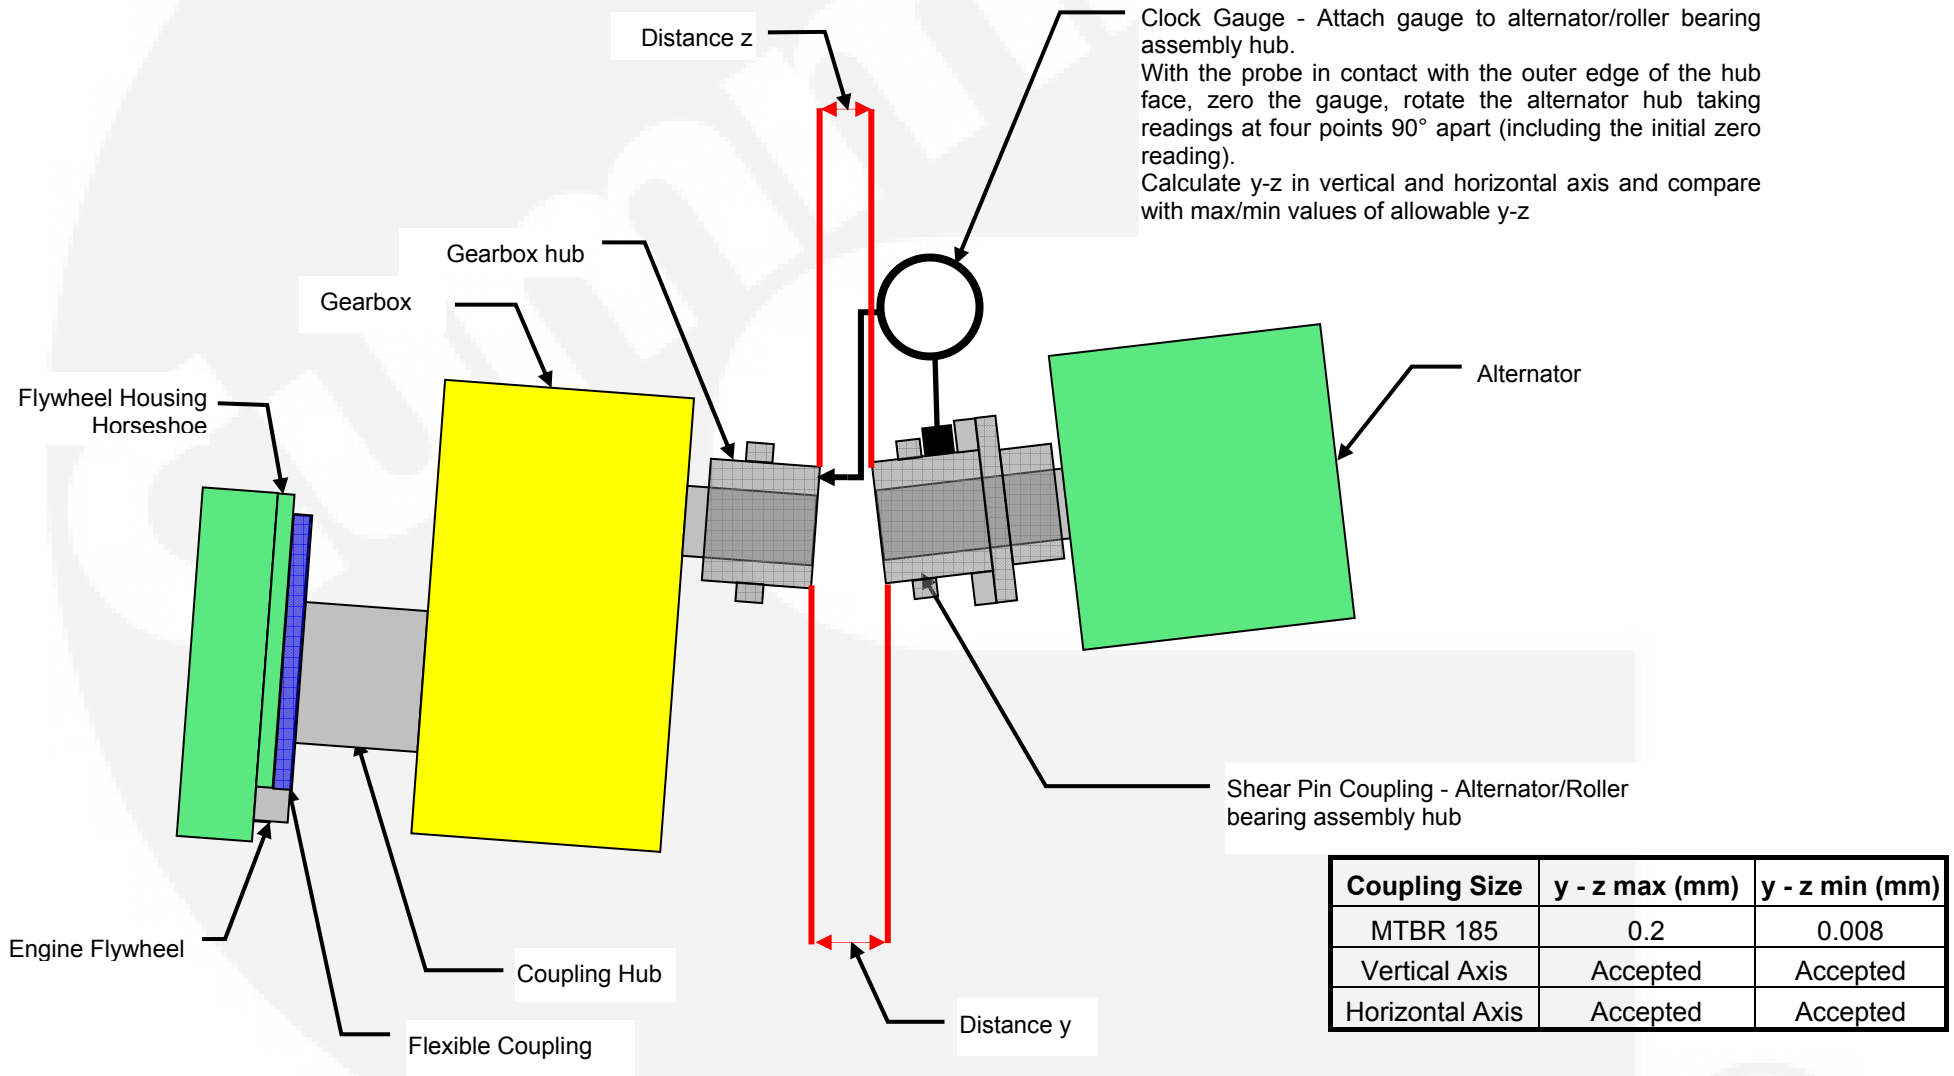 Distance z
Clock Gauge - Attach gauge to alternator/roller bearing
assembly hub.
With the probe in contact with the outer edge of the hub
face, zero the gauge, rotate the alternator hub taking
readings at four points 90° apart (including the initial zero
reading).
Calculate y-z in vertical and horizontal axis and compare
with max/min values of allowable y-z
Gearbox hub
Gearbox
Flywheel Housing
Horseshoe
Alternator
Shear Pin Coupling - Alternator/Roller
bearing assembly hub
Engine Flywheel
Coupling Hub
Flexible Coupling
Distance y
Coupling Size y - z max (mm) y - z min (mm)
MTBR 185 0.2 0.008
Vertical Axis Accepted Accepted
Horizontal Axis Accepted Accepted